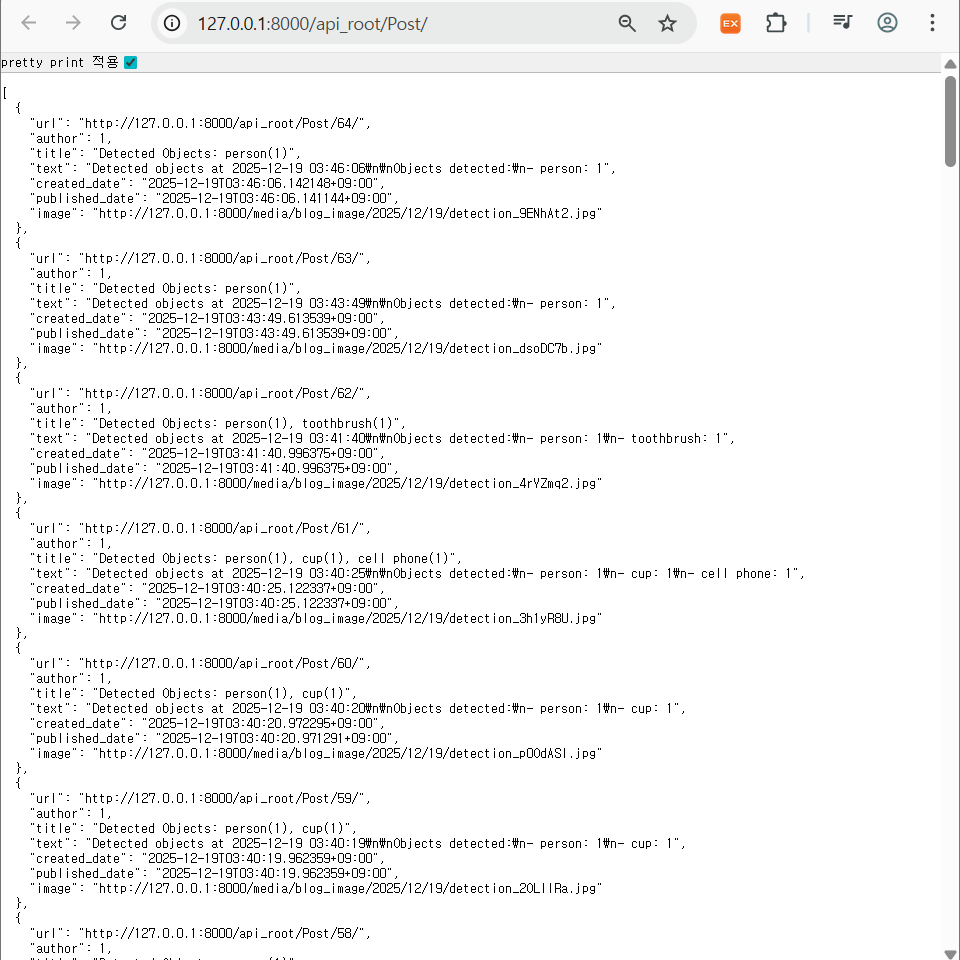 127.0.0.1:8000/api_root/Post/
EX
pretty print 적용
[
  {
    "url": "http://127.0.0.1:8000/api_root/Post/64/",
    "author": 1,
    "title": "Detected Objects: person(1)",
    "text": "Detected objects at 2025-12-19 03:46:06₩n₩nObjects detected:₩n- person: 1",
    "created_date": "2025-12-19T03:46:06.142148+09:00",
    "published_date": "2025-12-19T03:46:06.141144+09:00",
    "image": "http://127.0.0.1:8000/media/blog_image/2025/12/19/detection_9ENhAt2.jpg"
  },
  {
    "url": "http://127.0.0.1:8000/api_root/Post/63/",
    "author": 1,
    "title": "Detected Objects: person(1)",
    "text": "Detected objects at 2025-12-19 03:43:49₩n₩nObjects detected:₩n- person: 1",
    "created_date": "2025-12-19T03:43:49.613539+09:00",
    "published_date": "2025-12-19T03:43:49.613539+09:00",
    "image": "http://127.0.0.1:8000/media/blog_image/2025/12/19/detection_dsoDC7b.jpg"
  },
  {
    "url": "http://127.0.0.1:8000/api_root/Post/62/",
    "author": 1,
    "title": "Detected Objects: person(1), toothbrush(1)",
    "text": "Detected objects at 2025-12-19 03:41:40₩n₩nObjects detected:₩n- person: 1₩n- toothbrush: 1",
    "created_date": "2025-12-19T03:41:40.996375+09:00",
    "published_date": "2025-12-19T03:41:40.996375+09:00",
    "image": "http://127.0.0.1:8000/media/blog_image/2025/12/19/detection_4rYZmq2.jpg"
  },
  {
    "url": "http://127.0.0.1:8000/api_root/Post/61/",
    "author": 1,
    "title": "Detected Objects: person(1), cup(1), cell phone(1)",
    "text": "Detected objects at 2025-12-19 03:40:25₩n₩nObjects detected:₩n- person: 1₩n- cup: 1₩n- cell phone: 1",
    "created_date": "2025-12-19T03:40:25.122337+09:00",
    "published_date": "2025-12-19T03:40:25.122337+09:00",
    "image": "http://127.0.0.1:8000/media/blog_image/2025/12/19/detection_3h1yR8U.jpg"
  },
  {
    "url": "http://127.0.0.1:8000/api_root/Post/60/",
    "author": 1,
    "title": "Detected Objects: person(1), cup(1)",
    "text": "Detected objects at 2025-12-19 03:40:20₩n₩nObjects detected:₩n- person: 1₩n- cup: 1",
    "created_date": "2025-12-19T03:40:20.972295+09:00",
    "published_date": "2025-12-19T03:40:20.971291+09:00",
    "image": "http://127.0.0.1:8000/media/blog_image/2025/12/19/detection_pO0dASI.jpg"
  },
  {
    "url": "http://127.0.0.1:8000/api_root/Post/59/",
    "author": 1,
    "title": "Detected Objects: person(1), cup(1)",
    "text": "Detected objects at 2025-12-19 03:40:19₩n₩nObjects detected:₩n- person: 1₩n- cup: 1",
    "created_date": "2025-12-19T03:40:19.962359+09:00",
    "published_date": "2025-12-19T03:40:19.962359+09:00",
    "image": "http://127.0.0.1:8000/media/blog_image/2025/12/19/detection_2OLIIRa.jpg"
  },
  {
    "url": "http://127.0.0.1:8000/api_root/Post/58/",
    "author": 1,